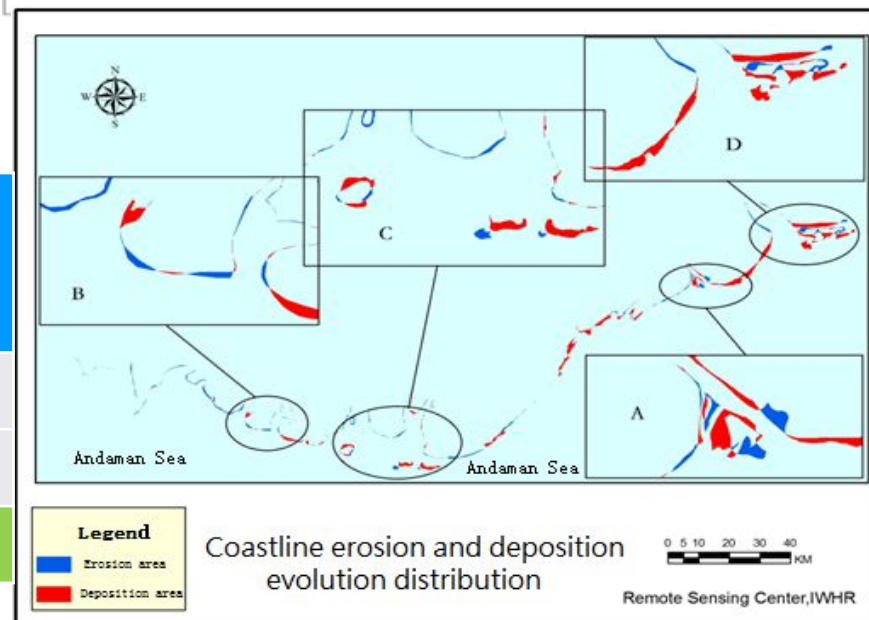 N
W
E
S
D
C
B
A
Andaman Sea
Andaman Sea
Legend
Erosion area
Deposition area
Coastline erosion and deposition
evolution distribution
0 5 10 20 30 40
KM
Remote Sensing Center,IWHR